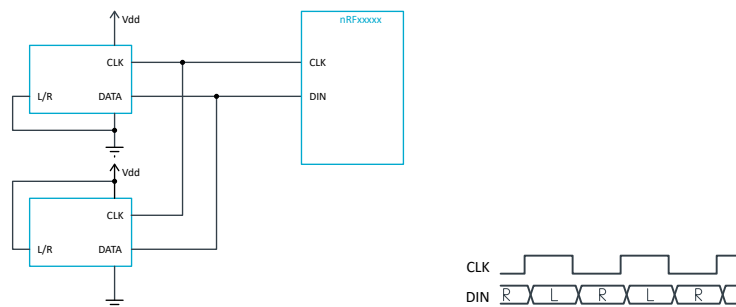 Vdd
nRFxxxxx
CLK
CLK
L/R
DATA
DIN
Vdd
CLK
L/R
DATA
CLK
DIN
R L R L R